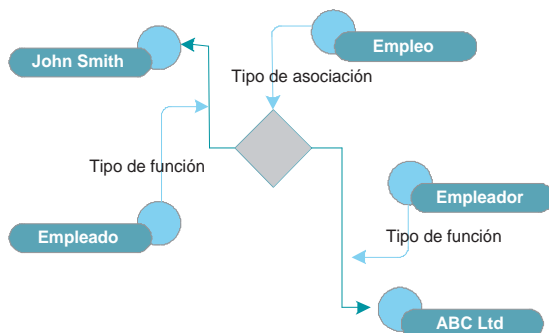 Empleo
John Smith
Tipo de asociación
Tipo de función
Empleador
Empleado
Tipo de función
ABC Ltd